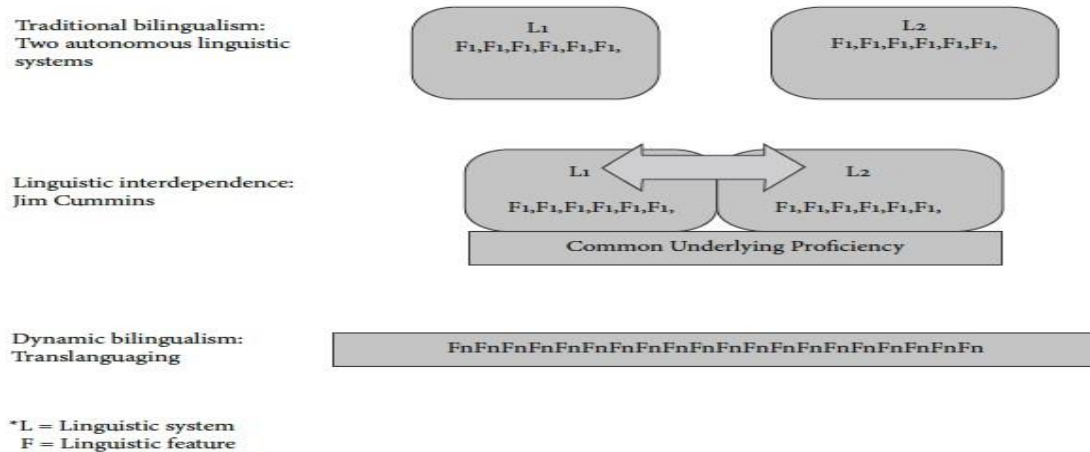 Traditional bilingualism:
Two autonomous linguistic
systems
L1
F1,F1,F1,F1,F1,F1,
L2
F1,F1,F1,F1,F1,F1,
Linguistic interdependence:
Jim Cummins
L1
F1,F1,F1,F1,F1,F1,
L2
F1,F1,F1,F1,F1,F1,
Common Underlying Proficiency
Dynamic bilingualism:
Translanguaging
FnFnFnFnFnFnFnFnFnFnFnFnFnFnFnFnFnFnFnFn
*L = Linguistic system
F = Linguistic feature